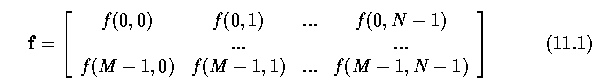 f(0,0) f(0,1) ... f(0,N−1)
f = [ ... ... ] (11.1)
f(M−1,0) f(M−1,1) ... f(M−1,N−1)